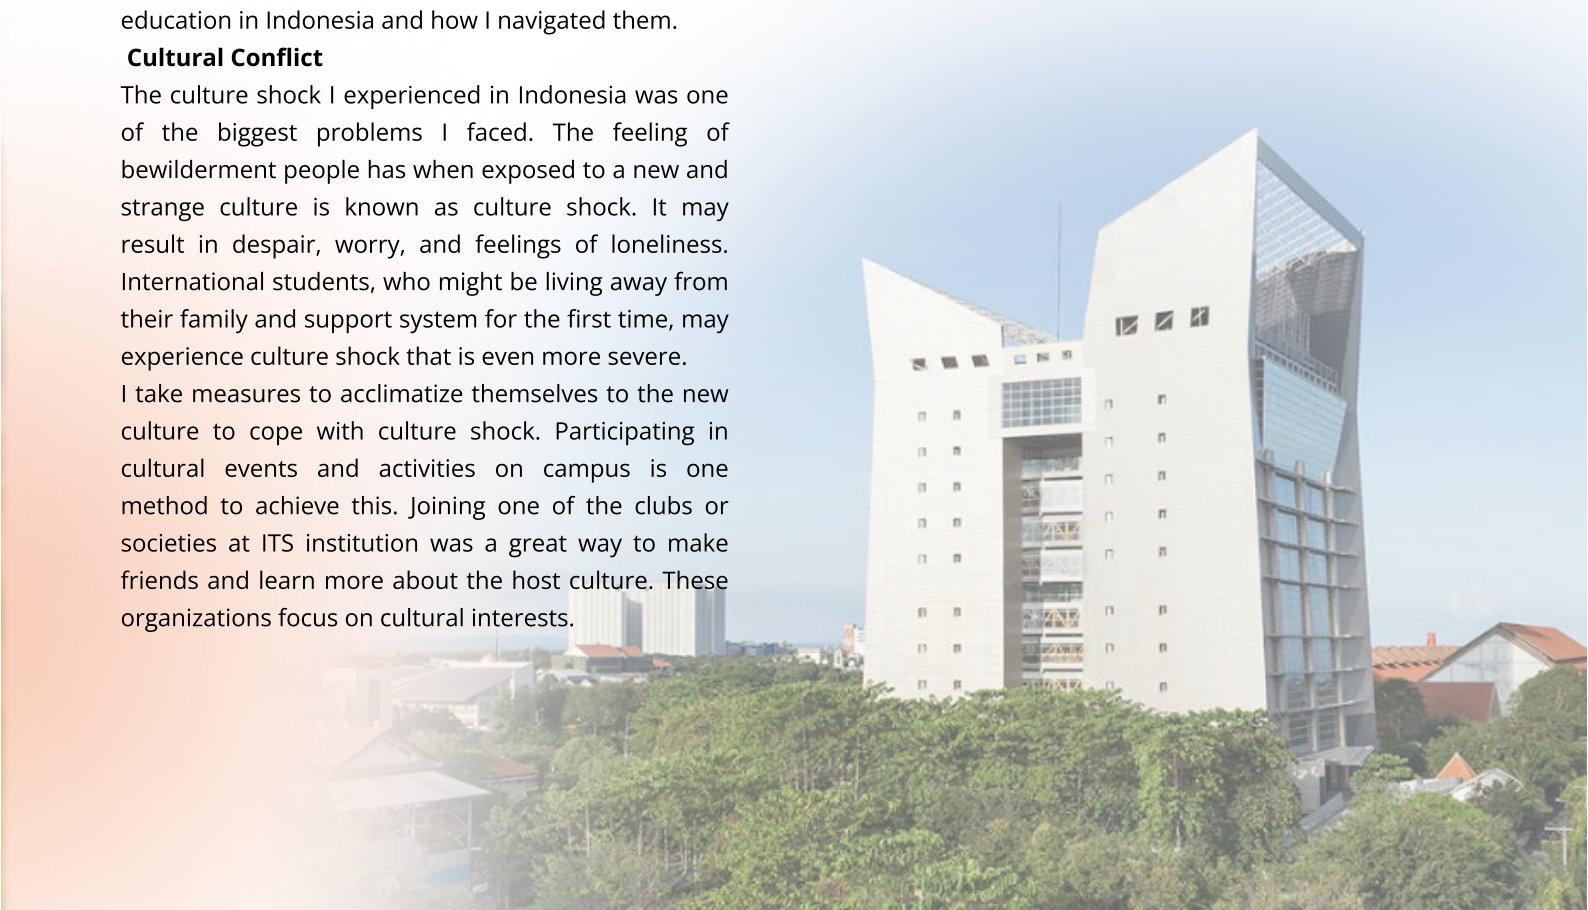 education in Indonesia and how I navigated them.
Cultural Conflict
The culture shock I experienced in Indonesia was one
of the biggest problems I faced. The feeling of
bewilderment people has when exposed to a new and
strange culture is known as culture shock. It may
result in despair, worry, and feelings of loneliness.
International students, who might be living away from
their family and support system for the first time, may
experience culture shock that is even more severe.
I take measures to acclimatize themselves to the new
culture to cope with culture shock. Participating in
cultural events and activities on campus is one
method to achieve this. Joining one of the clubs or
societies at ITS institution was a great way to make
friends and learn more about the host culture. These
organizations focus on cultural interests.